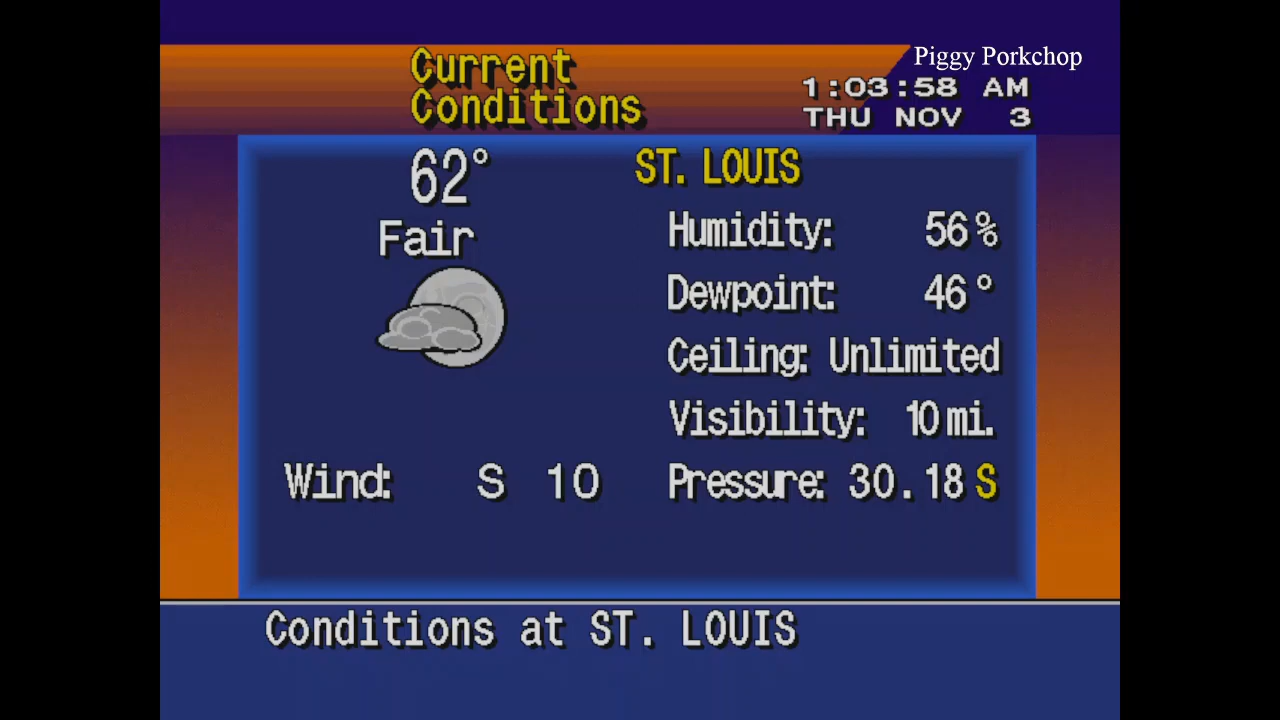 Piggy Porkchop
Current
Conditions
1:03:58 AM
THU NOV 3
62°
Fair
Wind: S 10
ST. LOUIS
Humidity: 56%
Dewpoint: 46°
Ceiling: Unlimited
Visibility: 10 mi.
Pressure: 30.18 S
Conditions at ST. LOUIS